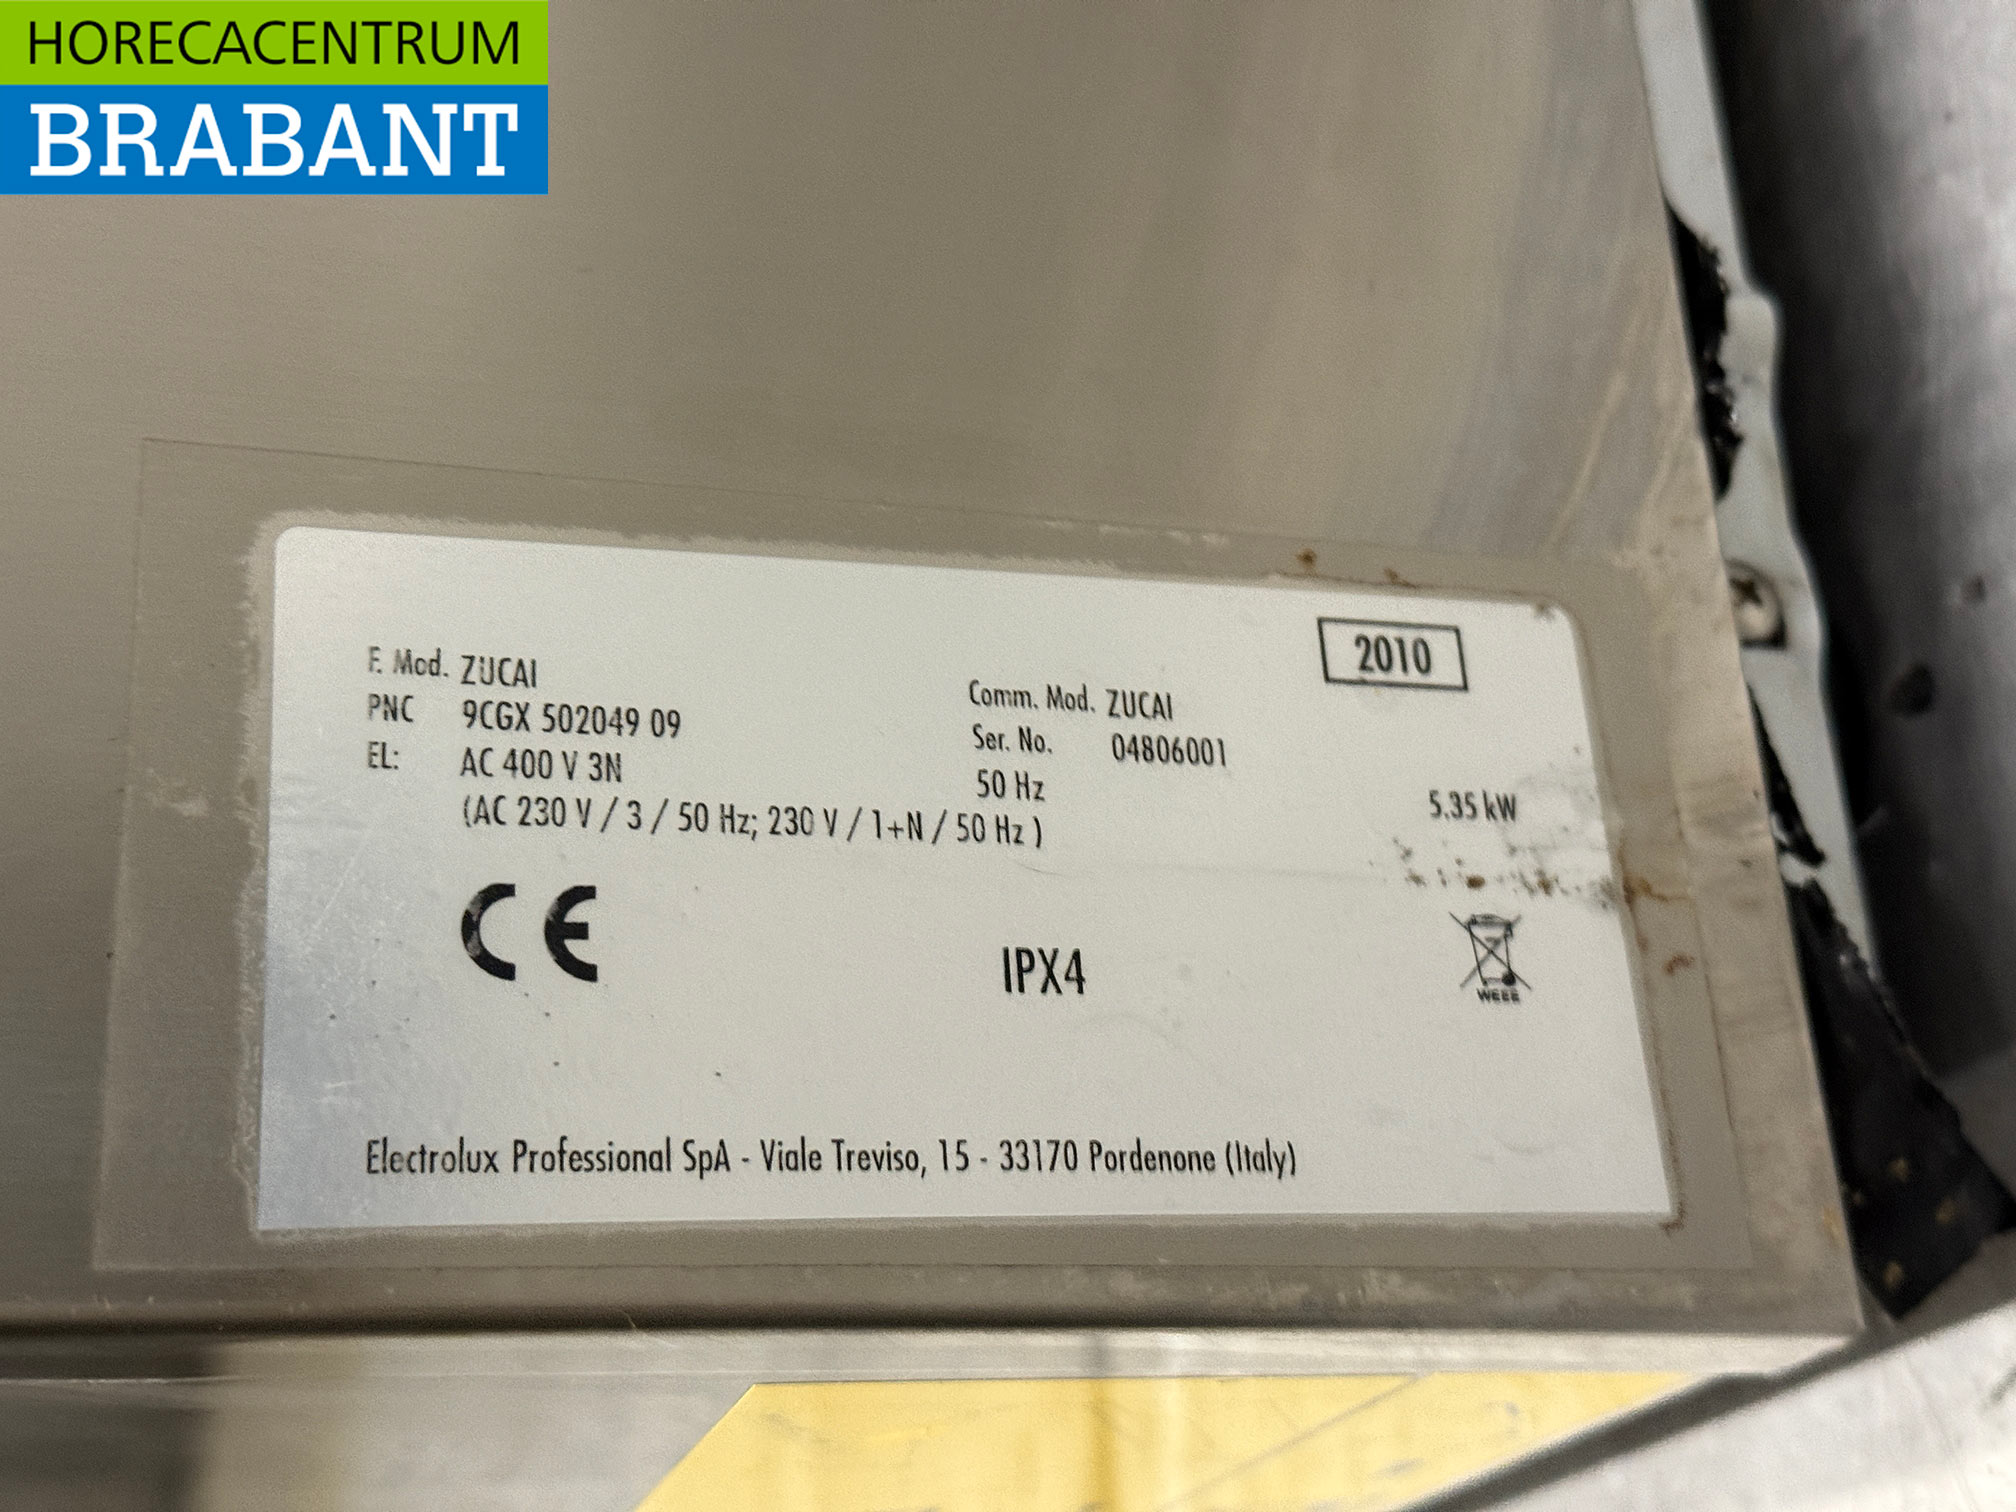 HORECACENTRUM
BRABANT
2010
F. Mod. ZUCAI Comm. Mod. ZUCAI
PNC 9CGX 502049 09 Ser. No. 04806001
EL: AC 400 V 3N 50 Hz 5.35 kW
(AC 230 V / 3 / 50 Hz; 230 V / 1+N / 50 Hz )
CE IPX4
WEEE
Electrolux Professional SpA - Viale Treviso, 15 - 33170 Pordenone (Italy)